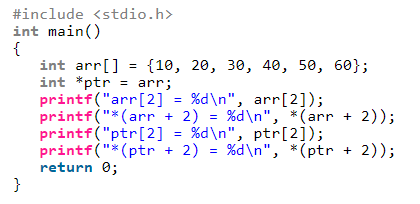 #include <stdio.h>
int main()
{
    int arr[] = {10, 20, 30, 40, 50, 60};
    int *ptr = arr;
    printf("arr[2] = %d\n", arr[2]);
    printf("*(arr + 2) = %d\n", *(arr + 2));
    printf("ptr[2] = %d\n", ptr[2]);
    printf("*(ptr + 2) = %d\n", *(ptr + 2));
    return 0;
}